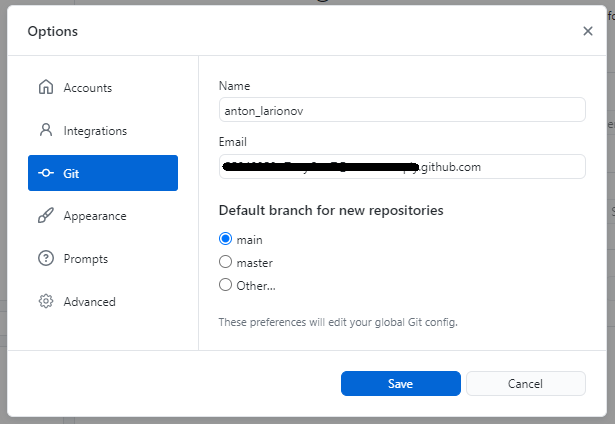 Options
Accounts
Integrations
Git
Appearance
Prompts
Advanced
Name
anton_larionov
Email
.github.com
Default branch for new repositories
main
master
Other...
These preferences will edit your global Git config.
Save
Cancel